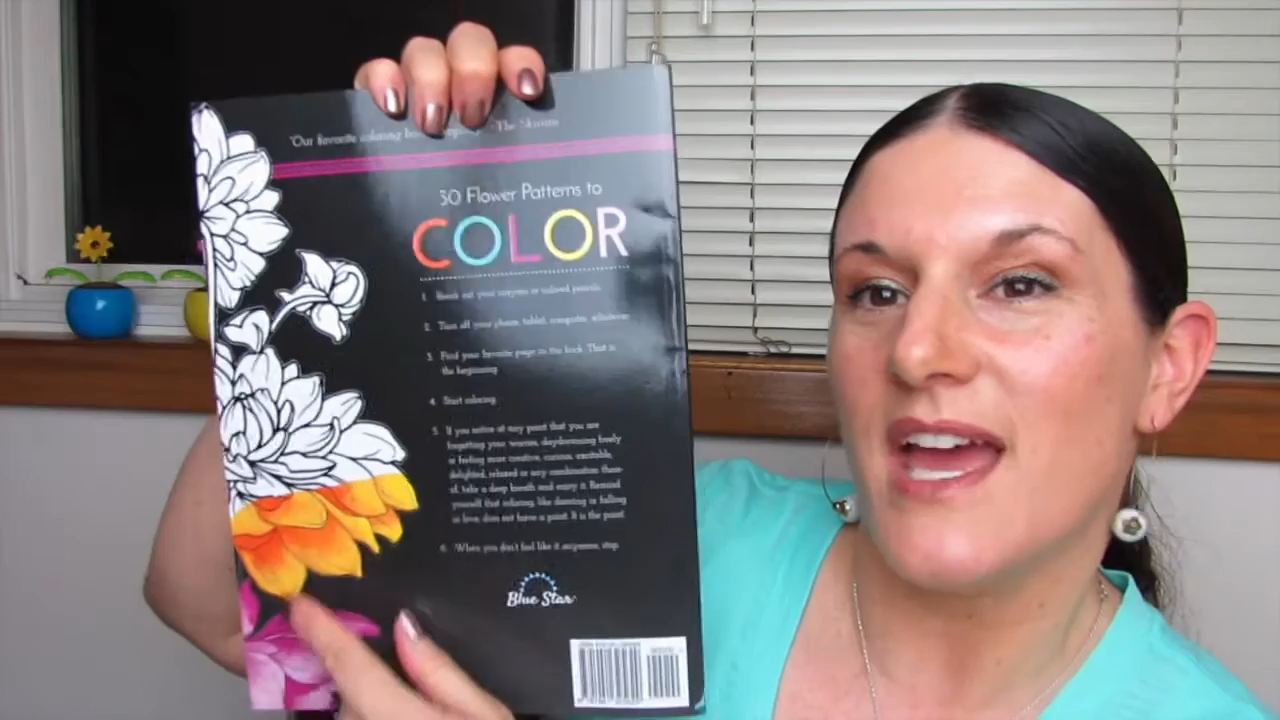 "Our favorite coloring The Skimm
30 Flower Patterns to
COLOR
1. Break out your crayons or colored pencils.
2. Turn off your phone, tablet, computer, whatever.
3. Find your favorite page in the book. That is
the beginning.
4. Start coloring.
5. If you notice at any point that you are
forgetting your worries, daydreaming freely
or feeling more creative, curious, excitable,
delighted, relaxed or any combination there-
of, take a deep breath and enjoy it. Remind
yourself that coloring, like dancing or falling
in love, does not have a point. It is the point.
6. When you don't feel like it anymore, stop.
Blue Star